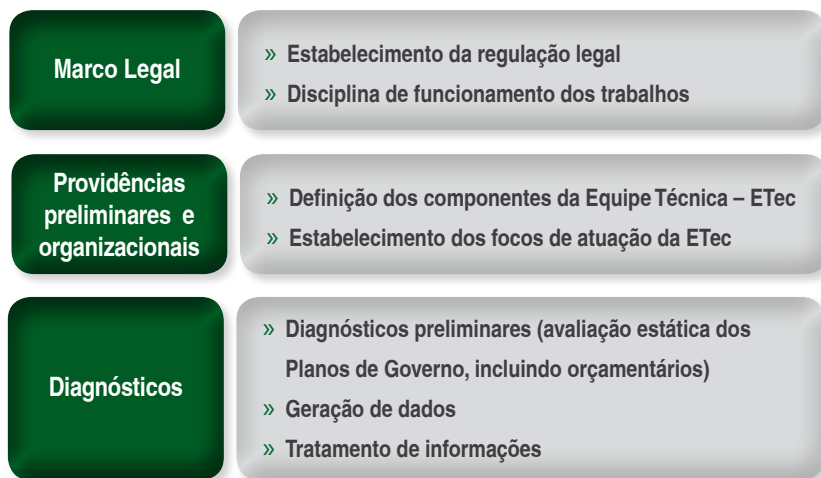 Marco Legal
» Estabelecimento da regulação legal
» Disciplina de funcionamento dos trabalhos
Providências
preliminares e
organizacionais
» Definição dos componentes da Equipe Técnica – ETec
» Estabelecimento dos focos de atuação da ETec
Diagnósticos
» Diagnósticos preliminares (avaliação estática dos
Planos de Governo, incluindo orçamentários)
» Geração de dados
» Tratamento de informações